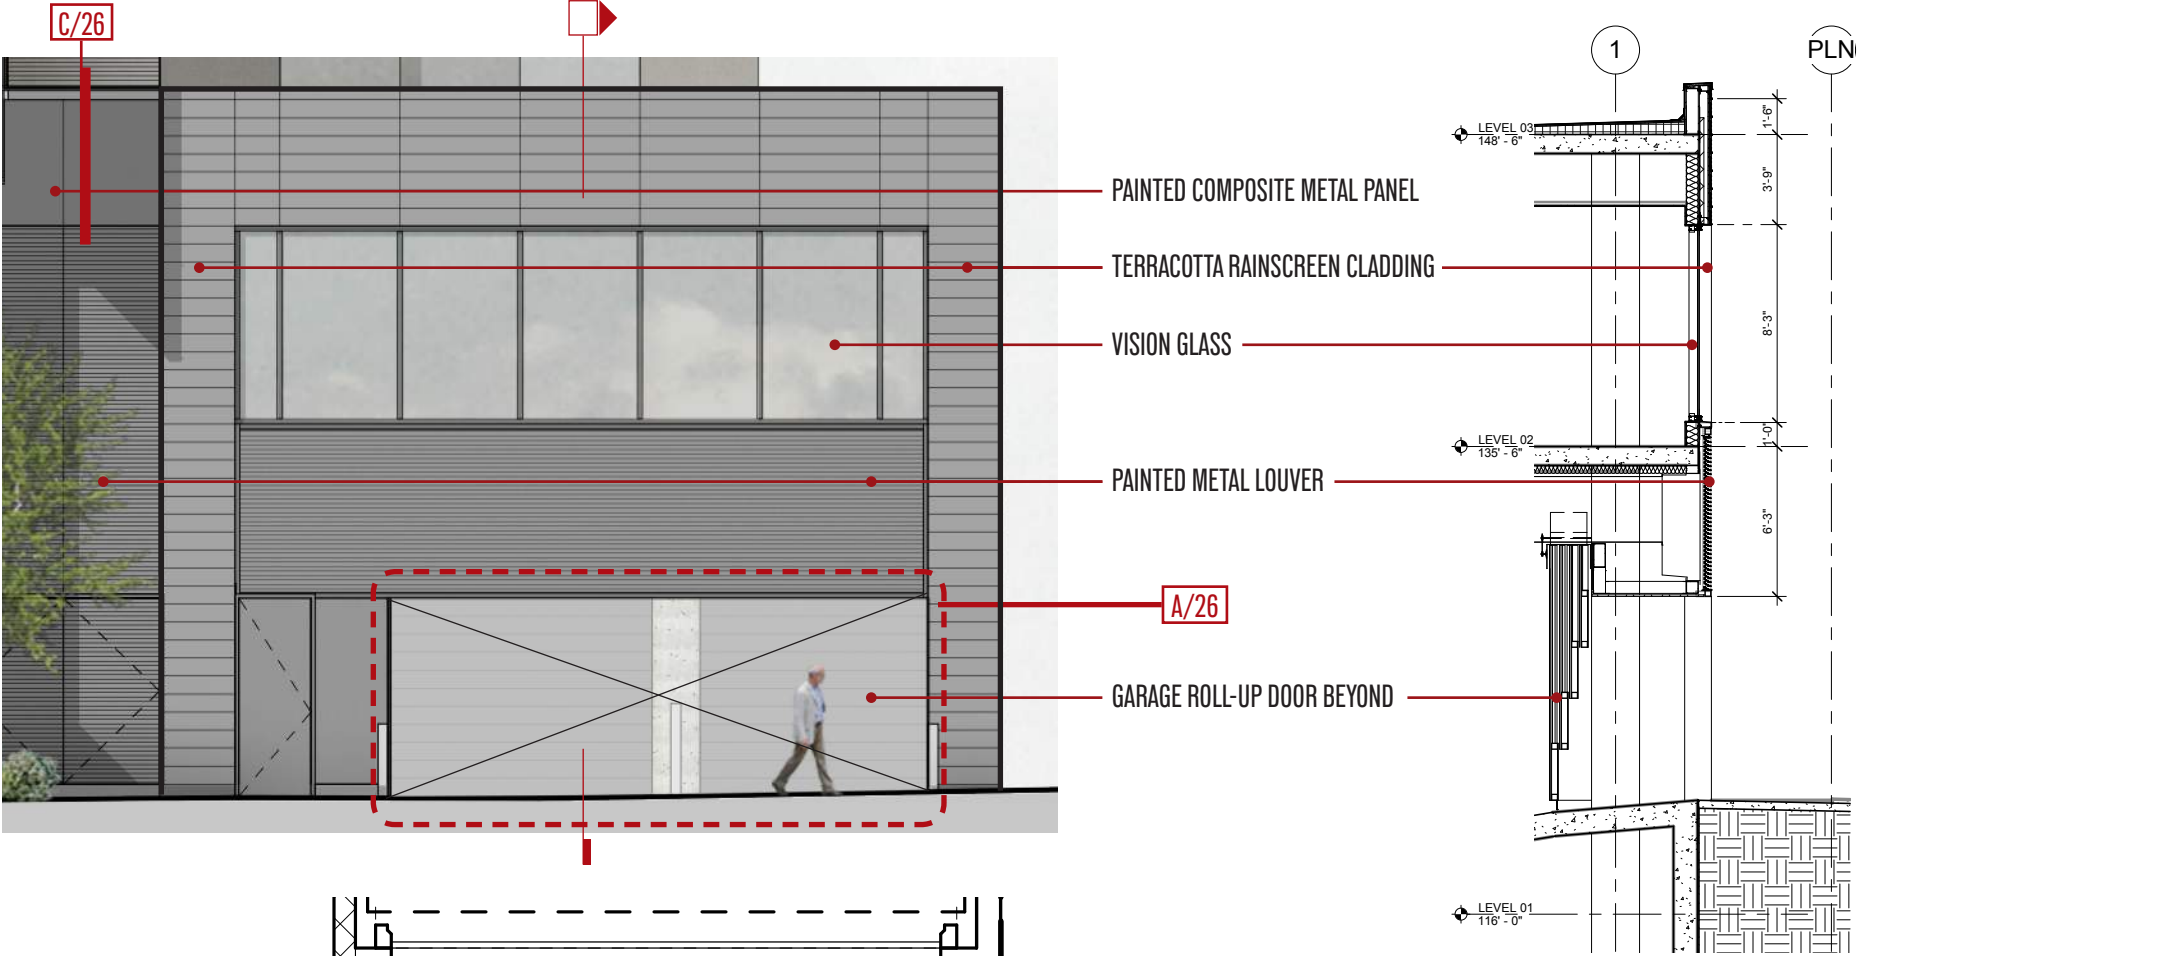 C/26
1
PLN
1'-6"
LEVEL 03
148' - 6"
3'-9"
PAINTED COMPOSITE METAL PANEL
TERRACOTTA RAINSCREEN CLADDING
8'-3"
VISION GLASS
1'-0"
LEVEL 02
135' - 6"
PAINTED METAL LOUVER
6'-3"
A/26
GARAGE ROLL-UP DOOR BEYOND
LEVEL 01
116' - 0"